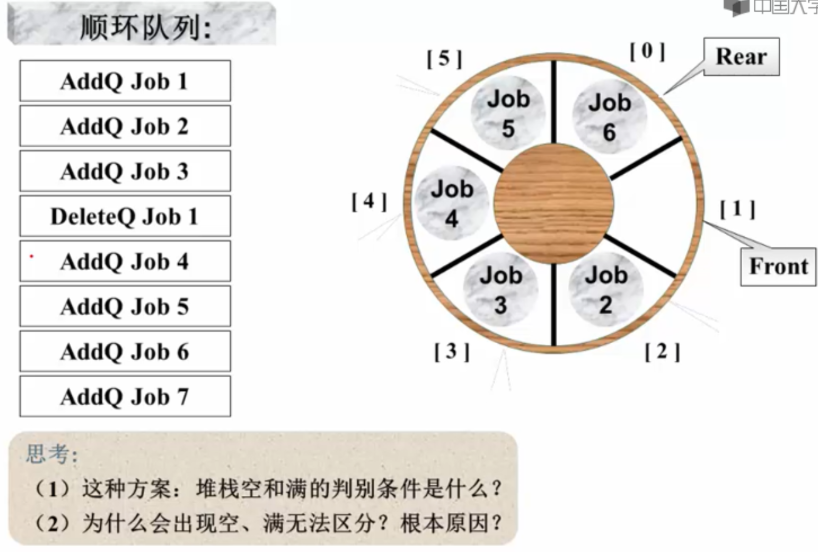 中国大学
顺环队列:
AddQ Job 1
AddQ Job 2
AddQ Job 3
DeleteQ Job 1
AddQ Job 4
AddQ Job 5
AddQ Job 6
AddQ Job 7
[ 5 ]
[ 0 ]
Rear
Job
5
Job
6
[ 4 ]
Job
4
[ 1 ]
Front
Job
3
Job
2
[ 3 ]
[ 2 ]
思考:
（1）这种方案：堆栈空和满的判别条件是什么？
（2）为什么会出现空、满无法区分？根本原因？